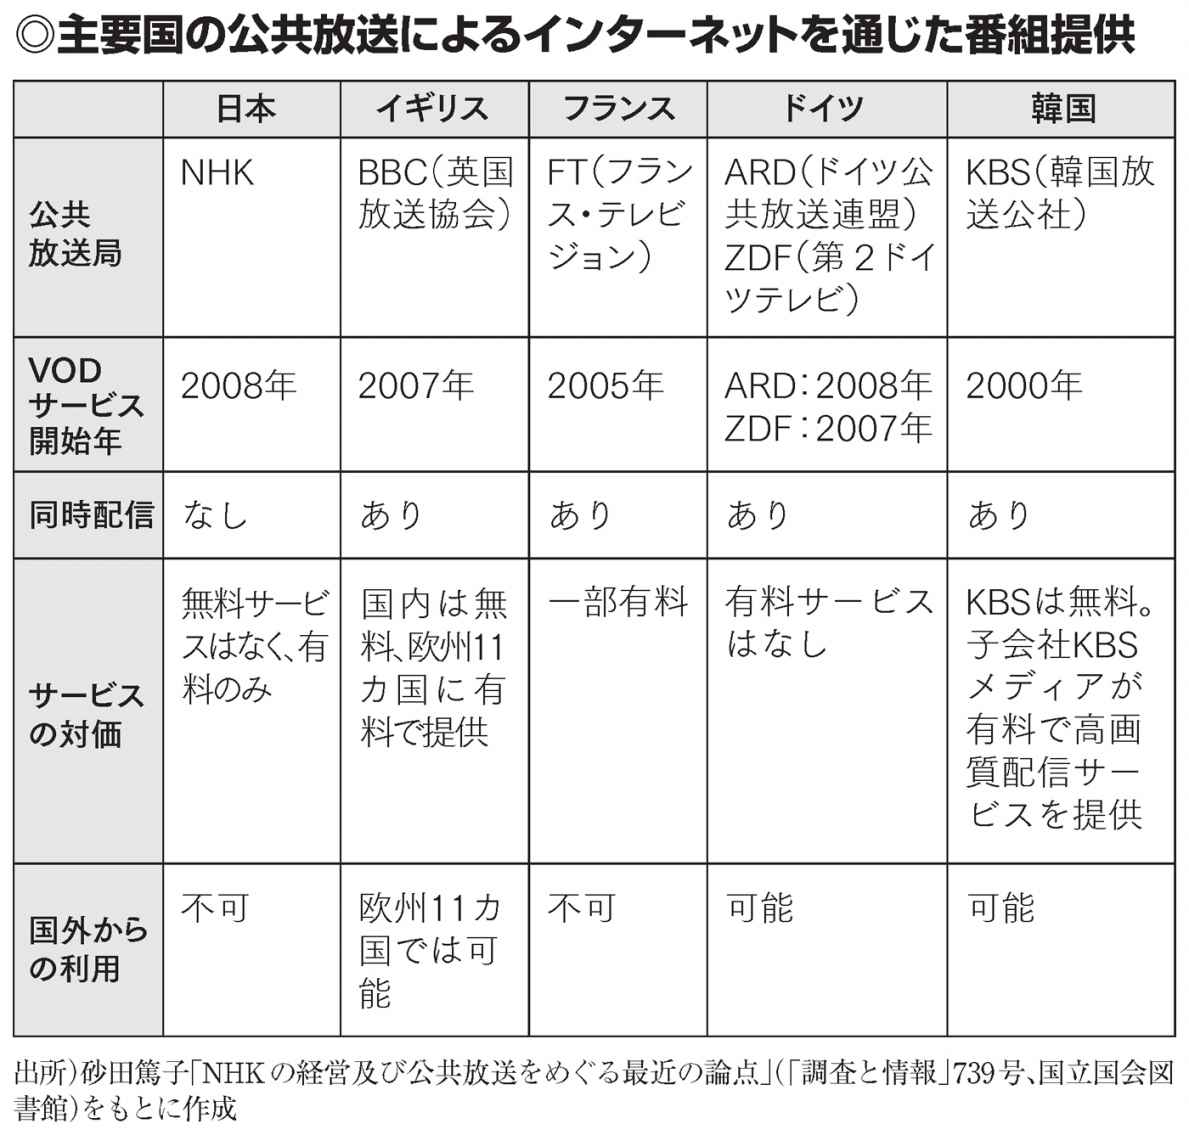 ◎主要国の公共放送によるインターネットを通じた番組提供
日本
イギリス
フランス
ドイツ
韓国
公共
放送局
NHK
BBC(英国
放送協会)
FT(フラン
ス・テレビ
ジョン)
ARD(ドイツ公
共放送連盟)
ZDF(第2ドイ
ツテレビ)
KBS(韓国放
送公社)
VOD
サービス
開始年
2008年
2007年
2005年
ARD:2008年
ZDF:2007年
2000年
同時配信
なし
あり
あり
あり
あり
サービス
の対価
無料サービ
スはなく、有
料のみ
国内は無
料、欧州11
カ国に有
料で提供
一部有料
有料サービス
はなし
KBSは無料。
子会社KBS
メディアが
有料で高画
質配信サー
ビスを提供
国外から
の利用
不可
欧州11カ
国では可
能
不可
可能
可能
出所)砂田篤子「NHKの経営及び公共放送をめぐる最近の論点」(「調査と情報」739号、国立国会図
書館)をもとに作成